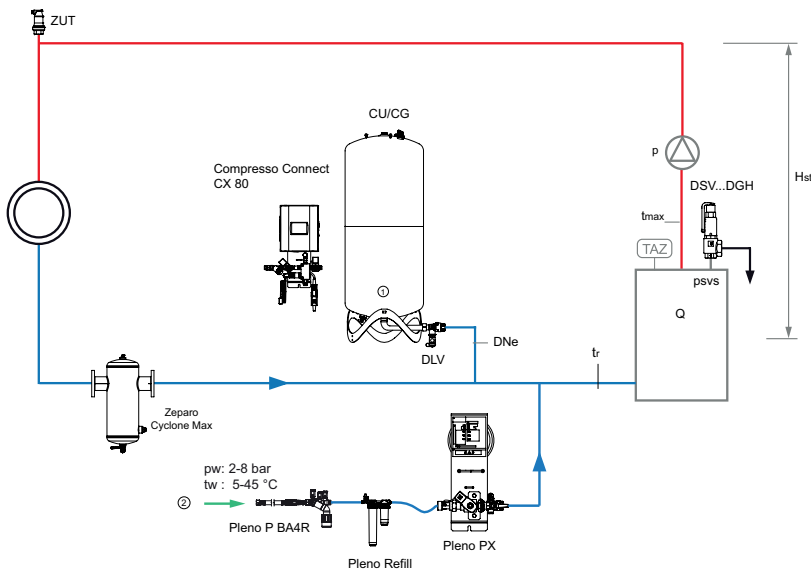 ZUT
CU/CG
Compresso Connect
CX 80
p
DSV...DGH
Hst
tmax
TAZ
psvs
①
Q
DNe
DLV
tr
Zeparo
Cyclone Max
pw: 2-8 bar
tw : 5-45 °C
②
Pleno P BA4R
Pleno PX
Pleno Refill